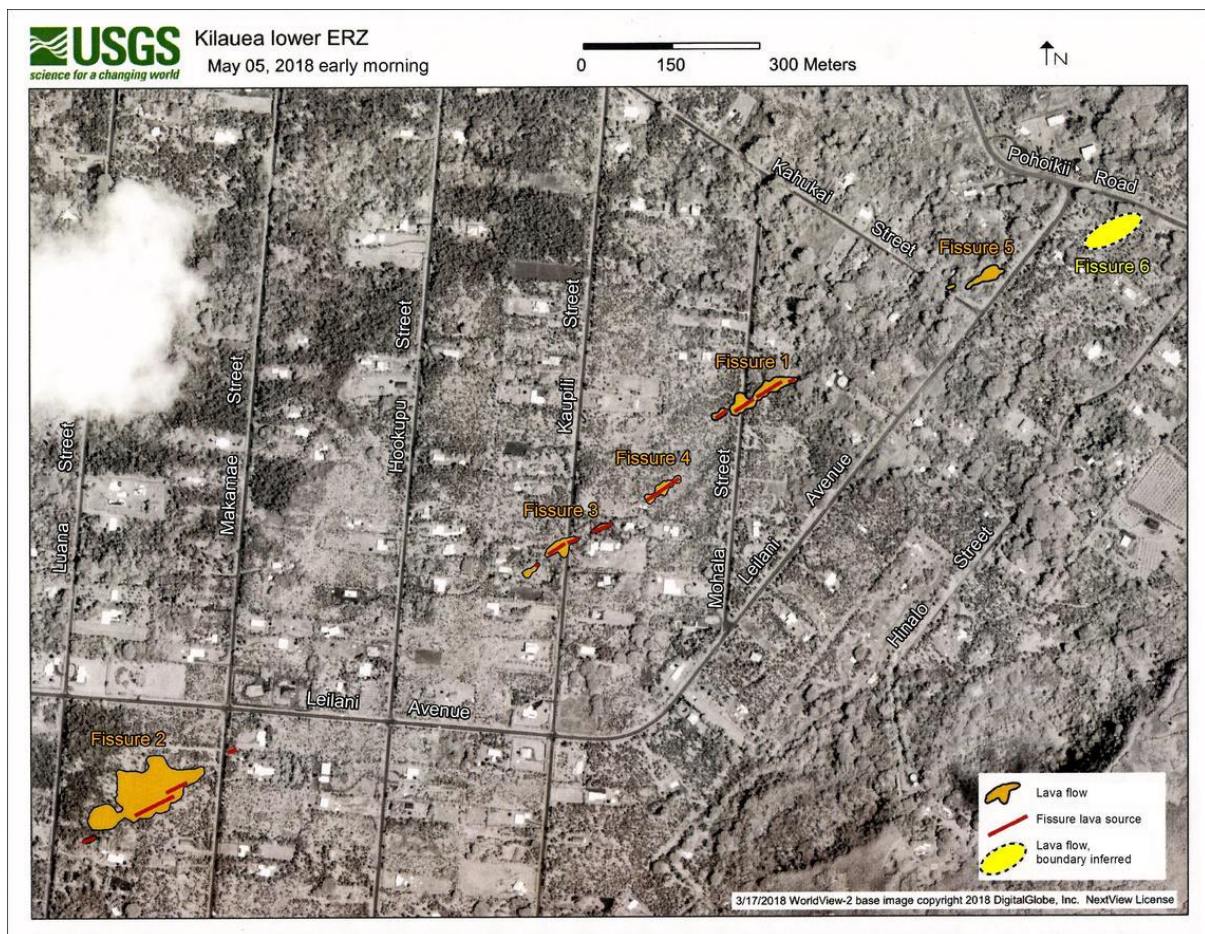 USGS
science for a changing world
Kilauea lower ERZ
May 05, 2018 early morning
0 150 300 Meters
N
Pohoikii Road
Kahukai Street
Fissure 5
Fissure 6
Street
Street
Street
Fissure 1
Makamae
Hookupu
Kaupili
Street
Luana
Fissure 4
Street
Avenue
Fissure 3
Mohala
Leilani
Street
Hinalo
Leilani Avenue
Fissure 2
Lava flow
Fissure lava source
Lava flow,
boundary inferred
3/17/2018 WorldView-2 base image copyright 2018 DigitalGlobe, Inc. NextView License